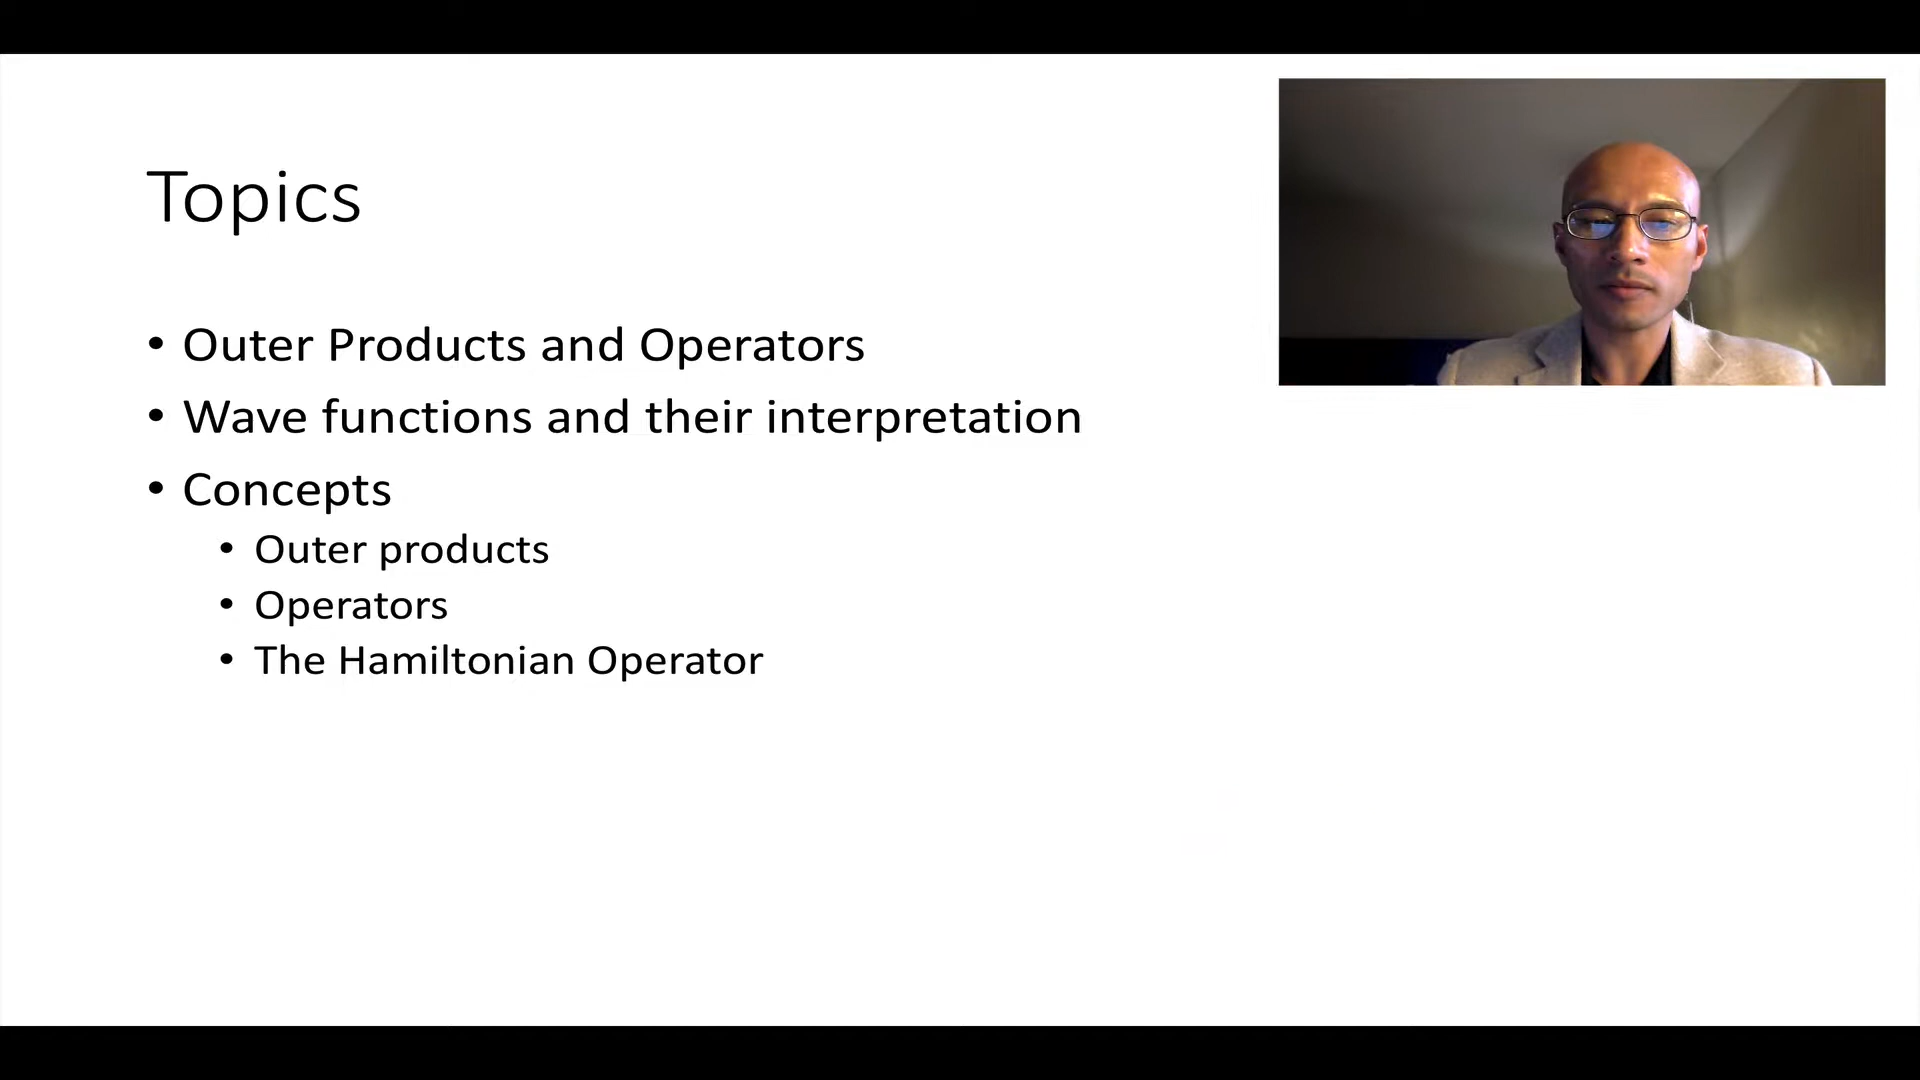 Topics
• Outer Products and Operators
• Wave functions and their interpretation
• Concepts
• Outer products
• Operators
• The Hamiltonian Operator